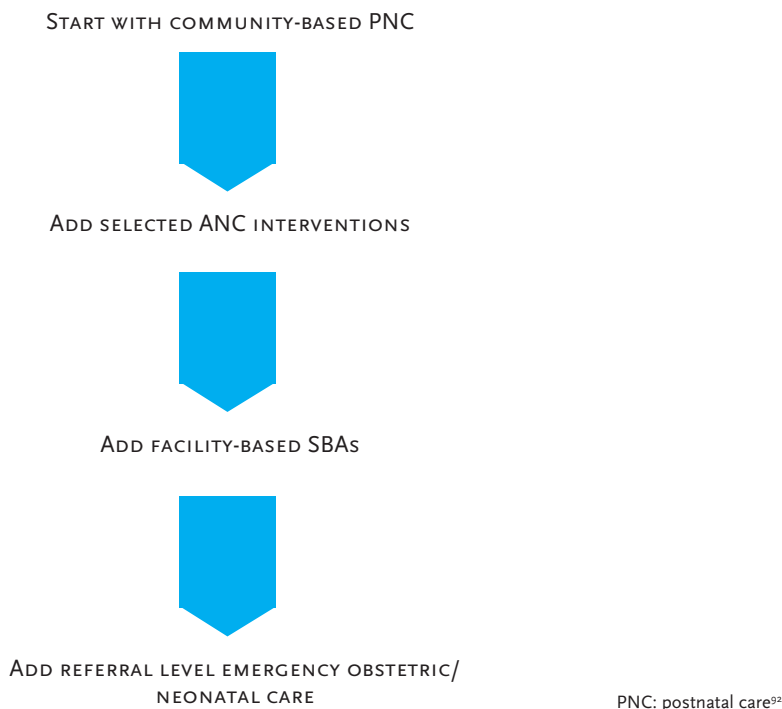 Start with community-based PNC
Add selected ANC interventions
Add facility-based SBAs
Add referral level emergency obstetric/
neonatal care
PNC: postnatal care⁹²